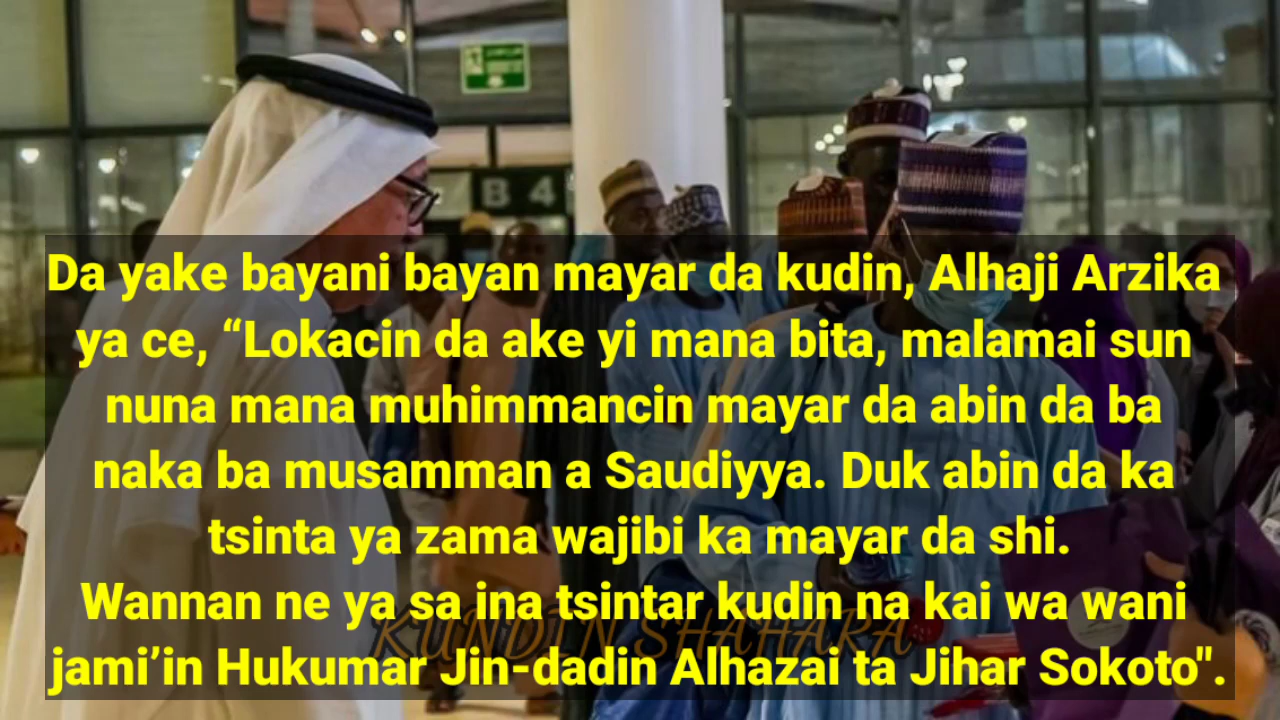 B 4
Da yake bayani bayan mayar da kudin, Alhaji Arzika
ya ce, “Lokacin da ake yi mana bita, malamai sun
nuna mana muhimmancin mayar da abin da ba
naka ba musamman a Saudiyya. Duk abin da ka
tsinta ya zama wajibi ka mayar da shi.
Wannan ne ya sa ina tsintar kudin na kai wa wani
KUNDIN SHAHARA
jami’in Hukumar Jin-dadin Alhazai ta Jihar Sokoto".